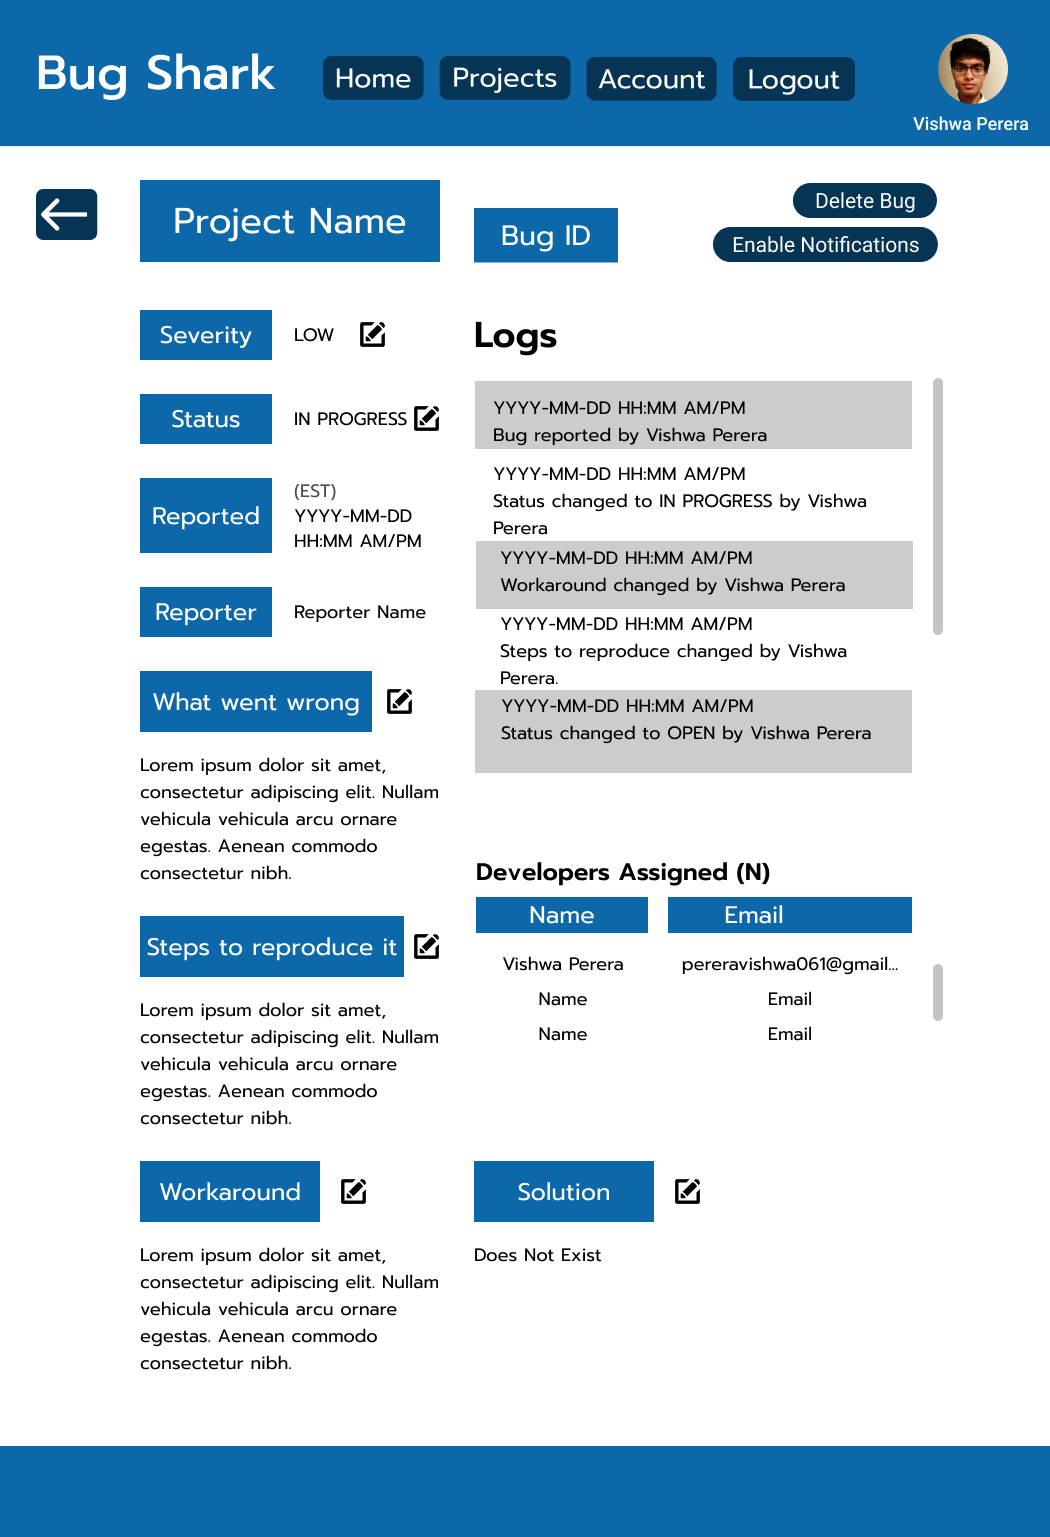 Bug Shark
Home
Projects
Account
Logout
Vishwa Perera
Project Name
Bug ID
Delete Bug
Enable Notifications
Severity
LOW
Status
IN PROGRESS
Reported
(EST)
YYYY-MM-DD
HH:MM AM/PM
Reporter
Reporter Name
What went wrong
Lorem ipsum dolor sit amet,
consectetur adipiscing elit. Nullam
vehicula vehicula arcu ornare
egestas. Aenean commodo
consectetur nibh.
Steps to reproduce it
Lorem ipsum dolor sit amet,
consectetur adipiscing elit. Nullam
vehicula vehicula arcu ornare
egestas. Aenean commodo
consectetur nibh.
Workaround
Lorem ipsum dolor sit amet,
consectetur adipiscing elit. Nullam
vehicula vehicula arcu ornare
egestas. Aenean commodo
consectetur nibh.
Logs
YYYY-MM-DD HH:MM AM/PM
Bug reported by Vishwa Perera
YYYY-MM-DD HH:MM AM/PM
Status changed to IN PROGRESS by Vishwa
Perera
YYYY-MM-DD HH:MM AM/PM
Workaround changed by Vishwa Perera
YYYY-MM-DD HH:MM AM/PM
Steps to reproduce changed by Vishwa
Perera.
YYYY-MM-DD HH:MM AM/PM
Status changed to OPEN by Vishwa Perera
Developers Assigned (N)
Name
Email
Vishwa Perera
pereravishwa061@gmail...
Name
Email
Name
Email
Solution
Does Not Exist